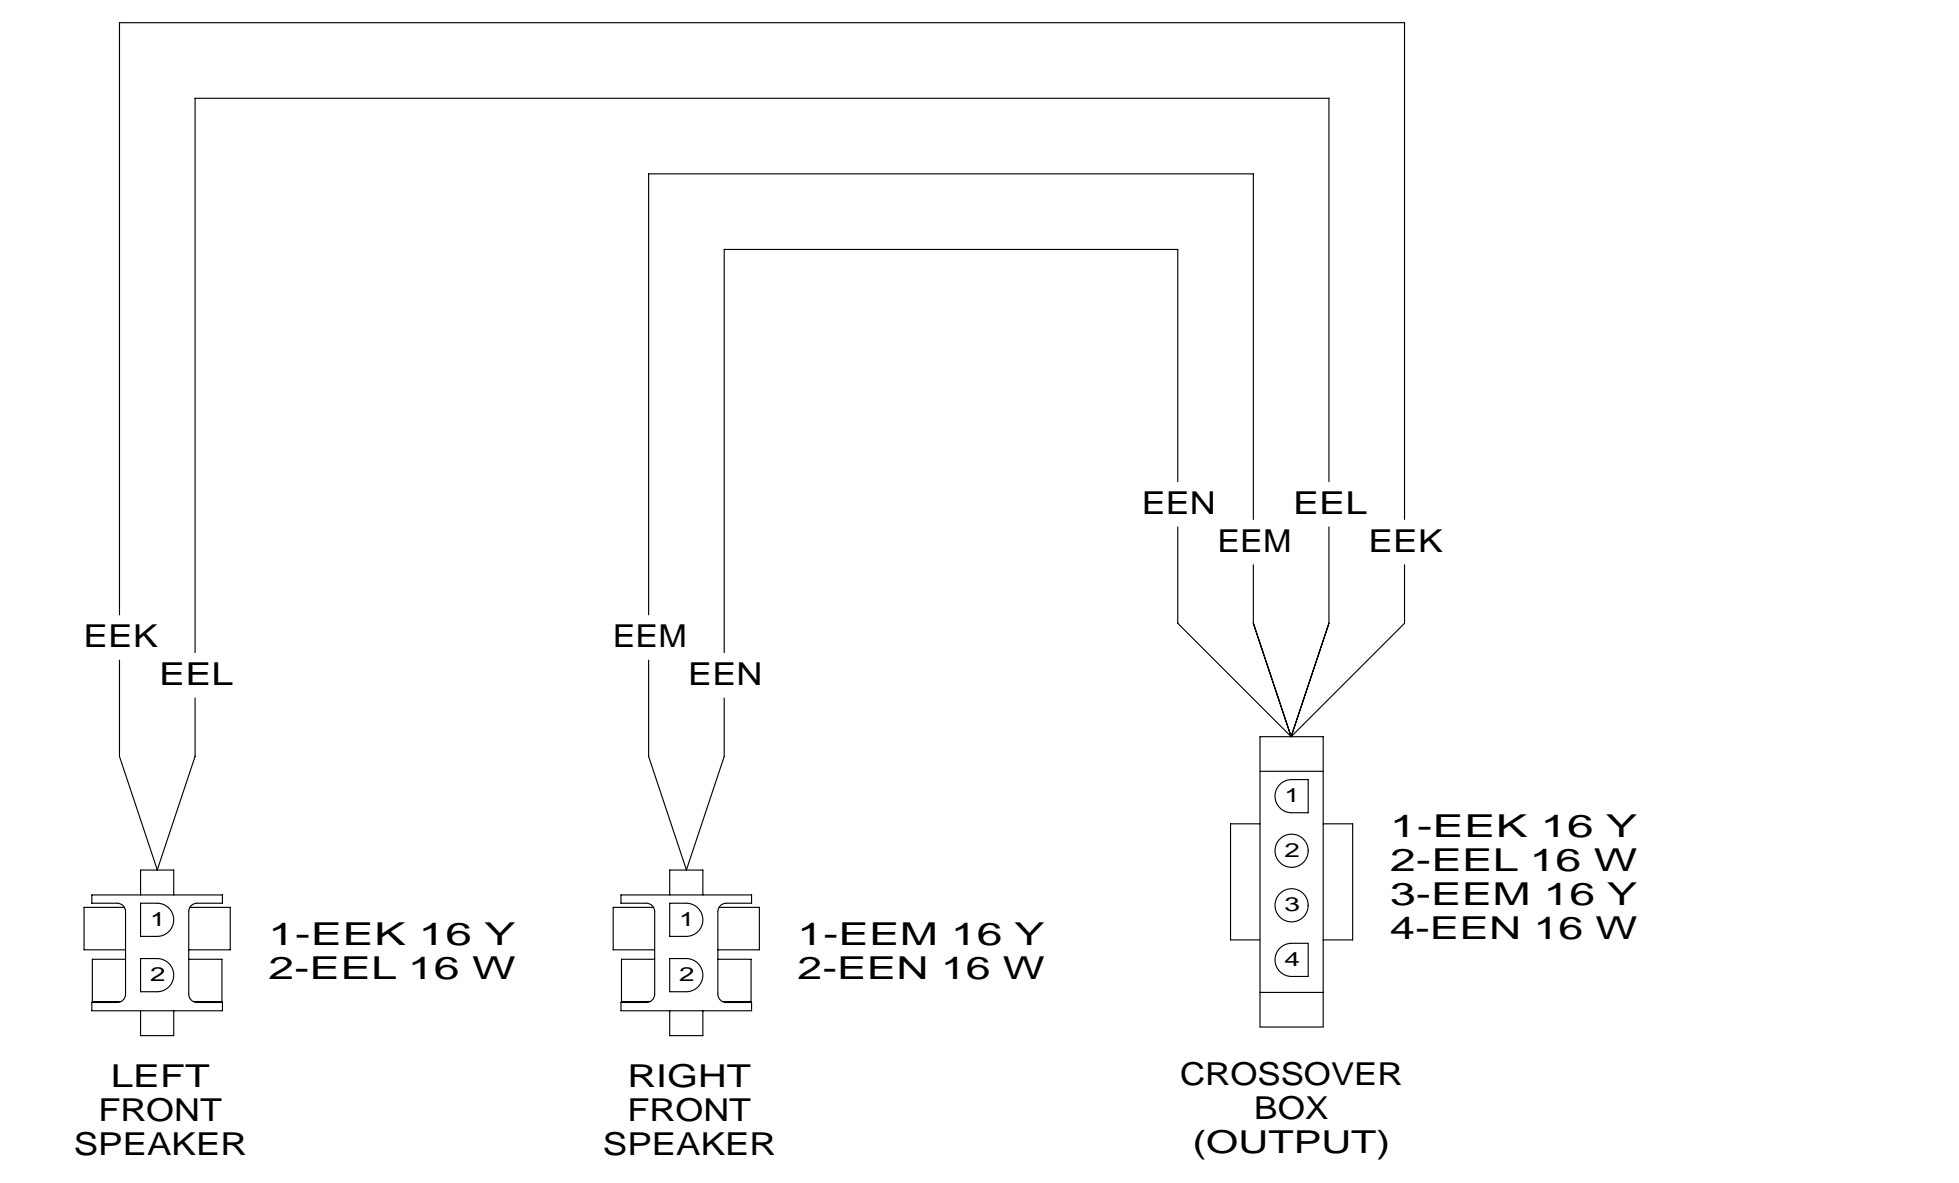 EEN
EEL
EEM
EEK
EEK
EEM
EEL
EEN
1
2
1-EEK 16 Y
2-EEL 16 W
LEFT
FRONT
SPEAKER
1
2
1-EEM 16 Y
2-EEN 16 W
RIGHT
FRONT
SPEAKER
1
2
3
4
1-EEK 16 Y
2-EEL 16 W
3-EEM 16 Y
4-EEN 16 W
CROSSOVER
BOX
(OUTPUT)